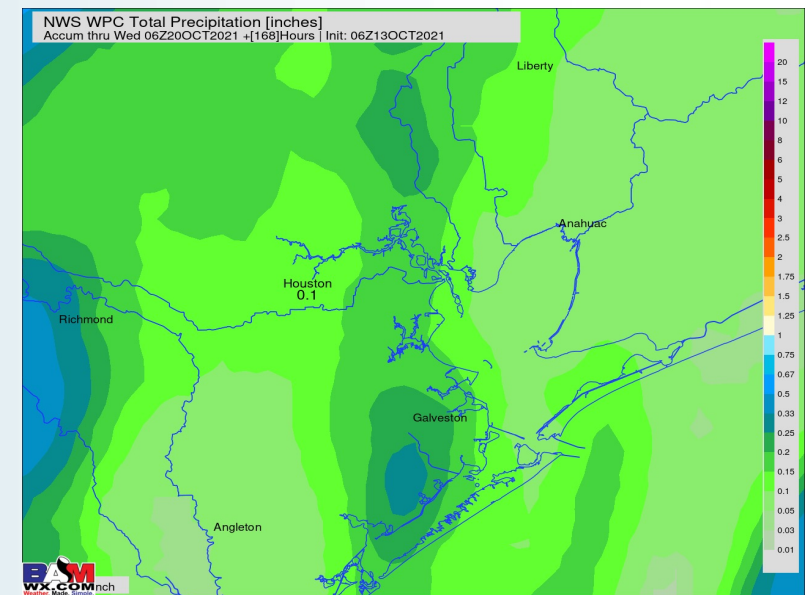 NWS WPC Total Precipitation [inches]
Accum thru Wed 06Z20OCT2021 +[168]Hours | Init: 06Z13OCT2021
Liberty
Anahuac
Houston
0.1
Richmond
Galveston
Angleton
20
15
12
10
8
6
5
4
3
2.5
2
1.75
1.5
1.25
1
0.75
0.67
0.5
0.33
0.25
0.2
0.15
0.1
0.05
0.03
0.01
BAM
WX.COM
Weather. Made. Simple.
nch